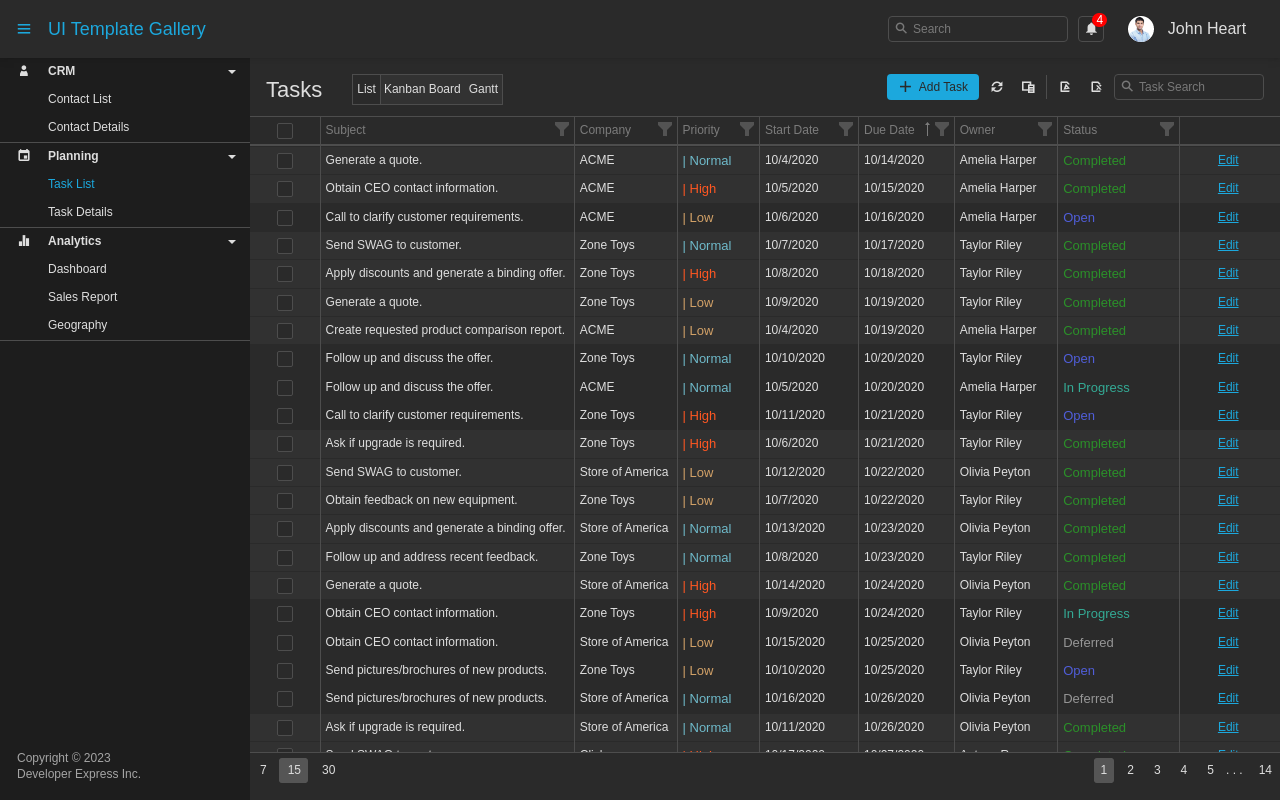 UI Template Gallery
Search
4
John Heart
CRM
Contact List
Contact Details
Planning
Task List
Task Details
Analytics
Dashboard
Sales Report
Geography
Copyright © 2023
Developer Express Inc.
Tasks
List Kanban Board Gantt
Add Task
Task Search
Subject Company Priority Start Date Due Date Owner Status
Generate a quote. ACME | Normal 10/4/2020 10/14/2020 Amelia Harper Completed Edit
Obtain CEO contact information. ACME | High 10/5/2020 10/15/2020 Amelia Harper Completed Edit
Call to clarify customer requirements. ACME | Low 10/6/2020 10/16/2020 Amelia Harper Open Edit
Send SWAG to customer. Zone Toys | Normal 10/7/2020 10/17/2020 Taylor Riley Completed Edit
Apply discounts and generate a binding offer. Zone Toys | High 10/8/2020 10/18/2020 Taylor Riley Completed Edit
Generate a quote. Zone Toys | Low 10/9/2020 10/19/2020 Taylor Riley Completed Edit
Create requested product comparison report. ACME | Low 10/4/2020 10/19/2020 Amelia Harper Completed Edit
Follow up and discuss the offer. Zone Toys | Normal 10/10/2020 10/20/2020 Taylor Riley Open Edit
Follow up and discuss the offer. ACME | Normal 10/5/2020 10/20/2020 Amelia Harper In Progress Edit
Call to clarify customer requirements. Zone Toys | High 10/11/2020 10/21/2020 Taylor Riley Open Edit
Ask if upgrade is required. Zone Toys | High 10/6/2020 10/21/2020 Taylor Riley Completed Edit
Send SWAG to customer. Store of America | Low 10/12/2020 10/22/2020 Olivia Peyton Completed Edit
Obtain feedback on new equipment. Zone Toys | Low 10/7/2020 10/22/2020 Taylor Riley Completed Edit
Apply discounts and generate a binding offer. Store of America | Normal 10/13/2020 10/23/2020 Olivia Peyton Completed Edit
Follow up and address recent feedback. Zone Toys | Normal 10/8/2020 10/23/2020 Taylor Riley Completed Edit
Generate a quote. Store of America | High 10/14/2020 10/24/2020 Olivia Peyton Completed Edit
Obtain CEO contact information. Zone Toys | High 10/9/2020 10/24/2020 Taylor Riley In Progress Edit
Obtain CEO contact information. Store of America | Low 10/15/2020 10/25/2020 Olivia Peyton Deferred Edit
Send pictures/brochures of new products. Zone Toys | Low 10/10/2020 10/25/2020 Taylor Riley Open Edit
Send pictures/brochures of new products. Store of America | Normal 10/16/2020 10/26/2020 Olivia Peyton Deferred Edit
Ask if upgrade is required. Store of America | Normal 10/11/2020 10/26/2020 Olivia Peyton Completed Edit
7 15 30
1 2 3 4 5 . . . 14